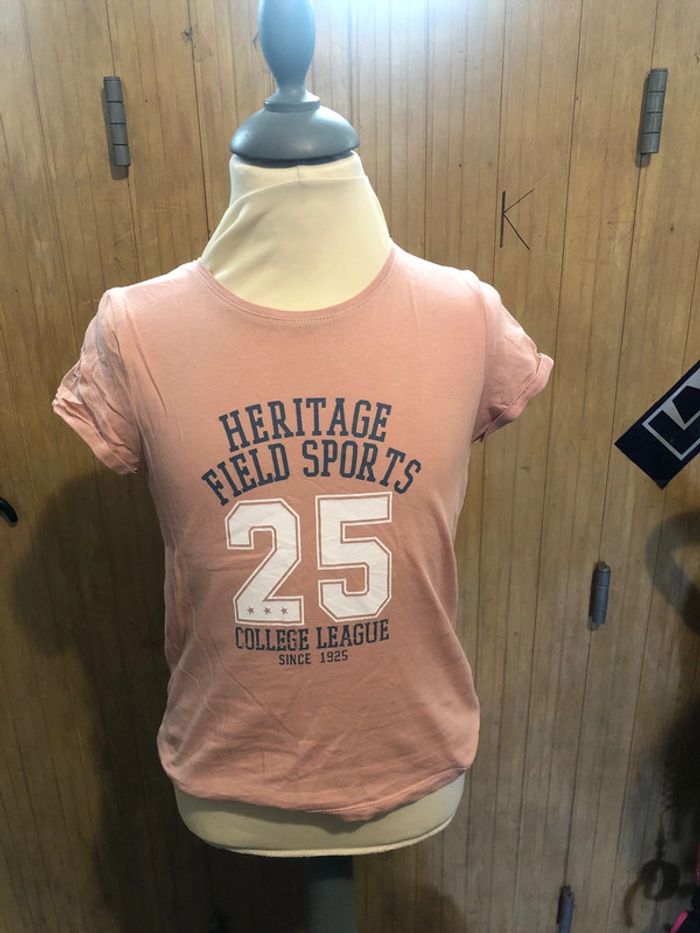 K
HERITAGE
FIELD SPORTS
25
COLLEGE LEAGUE
SINCE 1925